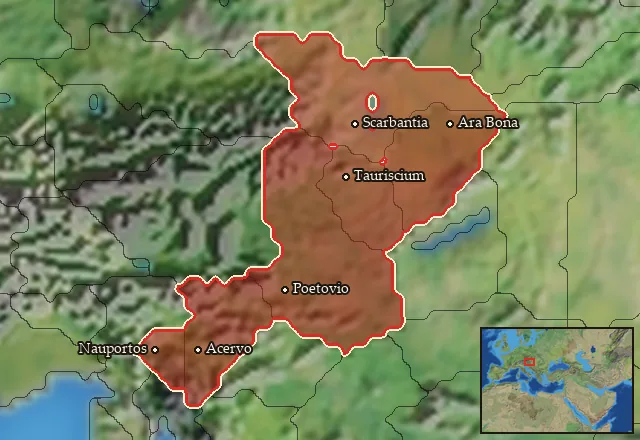 Scarbantia
Ara Bona
Tauriscium
Poetovio
Nauportos
Acervo